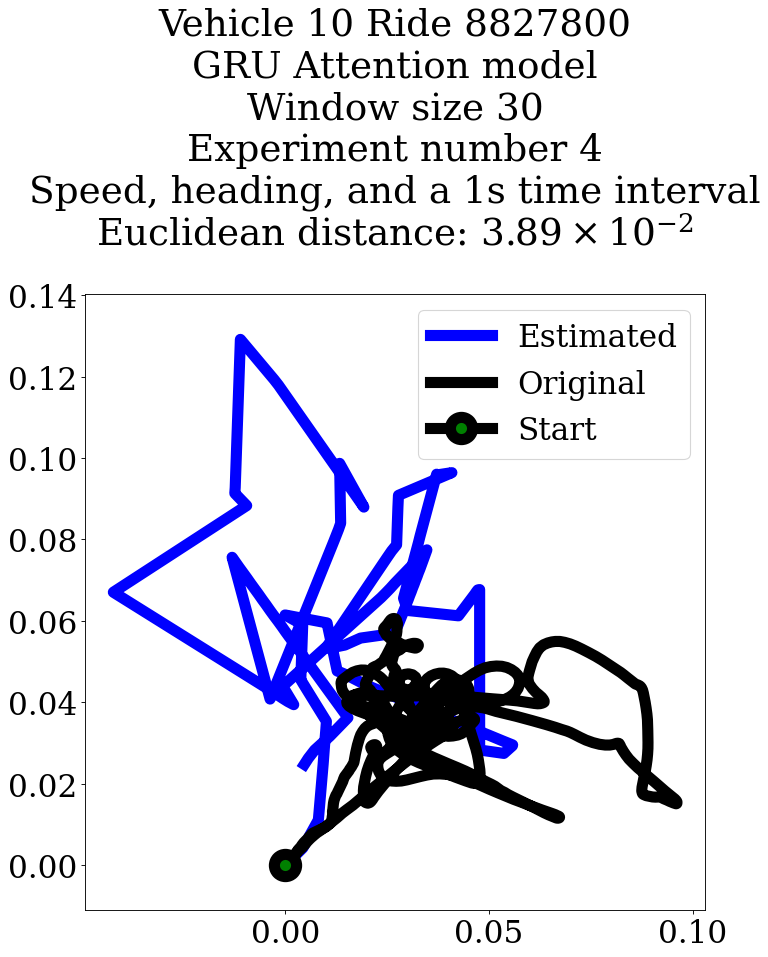 Vehicle 10 Ride 8827800
GRU Attention model
Window size 30
Experiment number 4
Speed, heading, and a 1s time interval
Euclidean distance: 3.89 × 10⁻²
0.14
0.12
0.10
0.08
0.06
0.04
0.02
0.00
Estimated
Original
Start
0.00 0.05 0.10